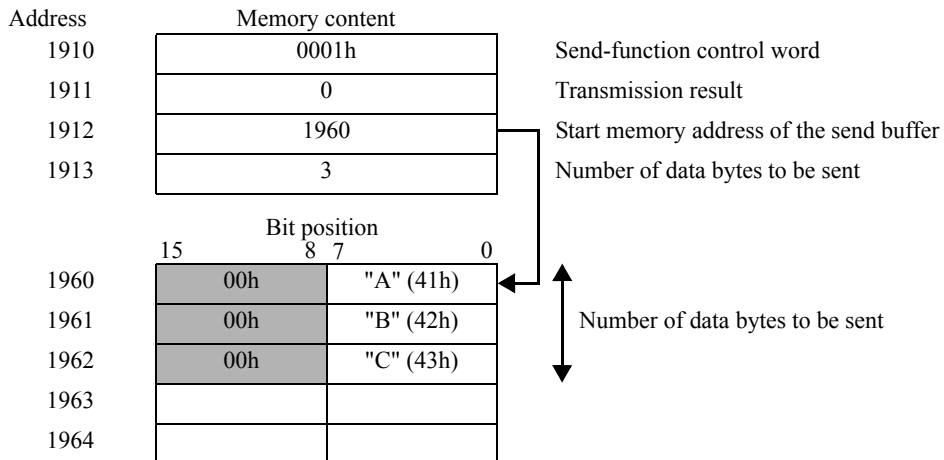 Address Memory content
1910 0001h Send-function control word
1911 0 Transmission result
1912 1960 Start memory address of the send buffer
1913 3 Number of data bytes to be sent
Bit position
15 8 7 0
1960 00h "A" (41h)
1961 00h "B" (42h) Number of data bytes to be sent
1962 00h "C" (43h)
1963
1964